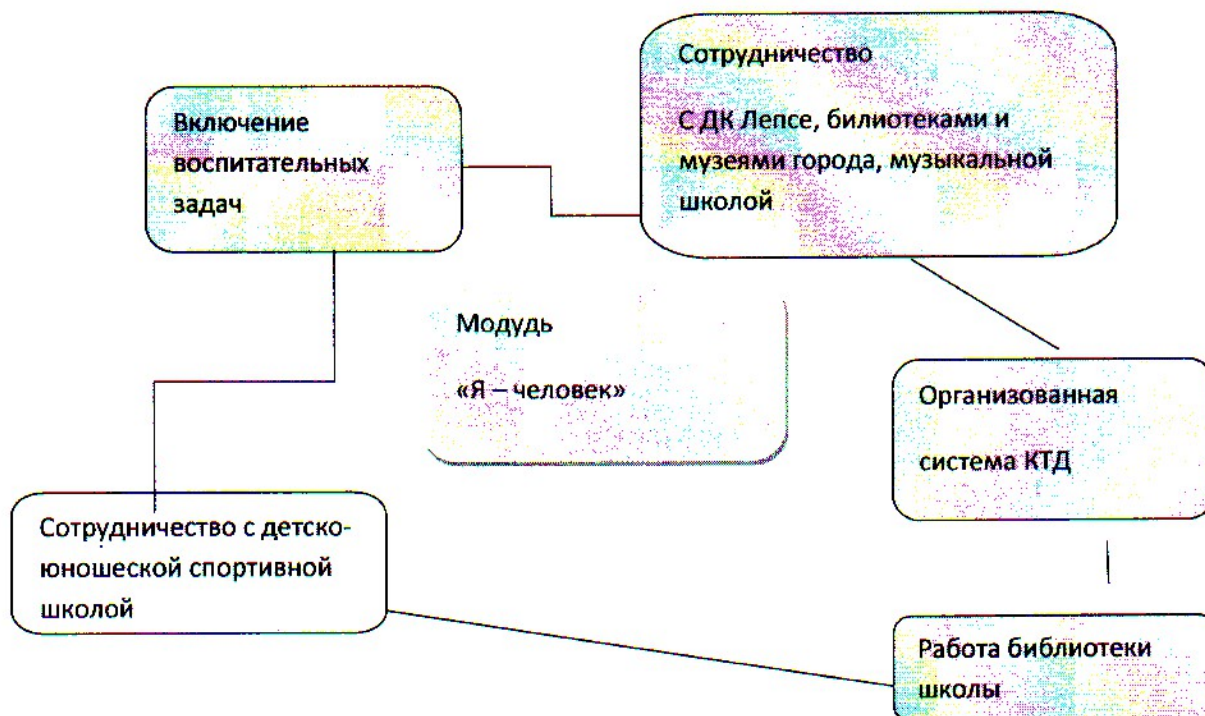 Сотрудничество
С ДК Лепсе, билиотеками и
музеями города, музыкальной
школой
Включение
воспитательных
задач
Модудь
«Я – человек»
Организованная
система КТД
Сотрудничество с детско-
юношеской спортивной
школой
Работа библиотеки
школы